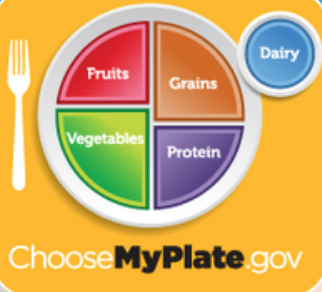 Dairy
Fruits
Grains
Vegetables
Protein
ChooseMyPlate.gov